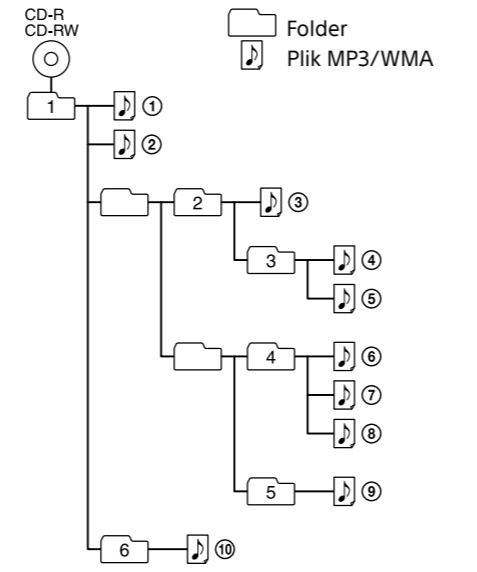 CD-R
CD-RW
Folder
Plik MP3/WMA
1 ①
②
2 ③
3 ④
⑤
4 ⑥
⑦
⑧
5 ⑨
6 ⑩